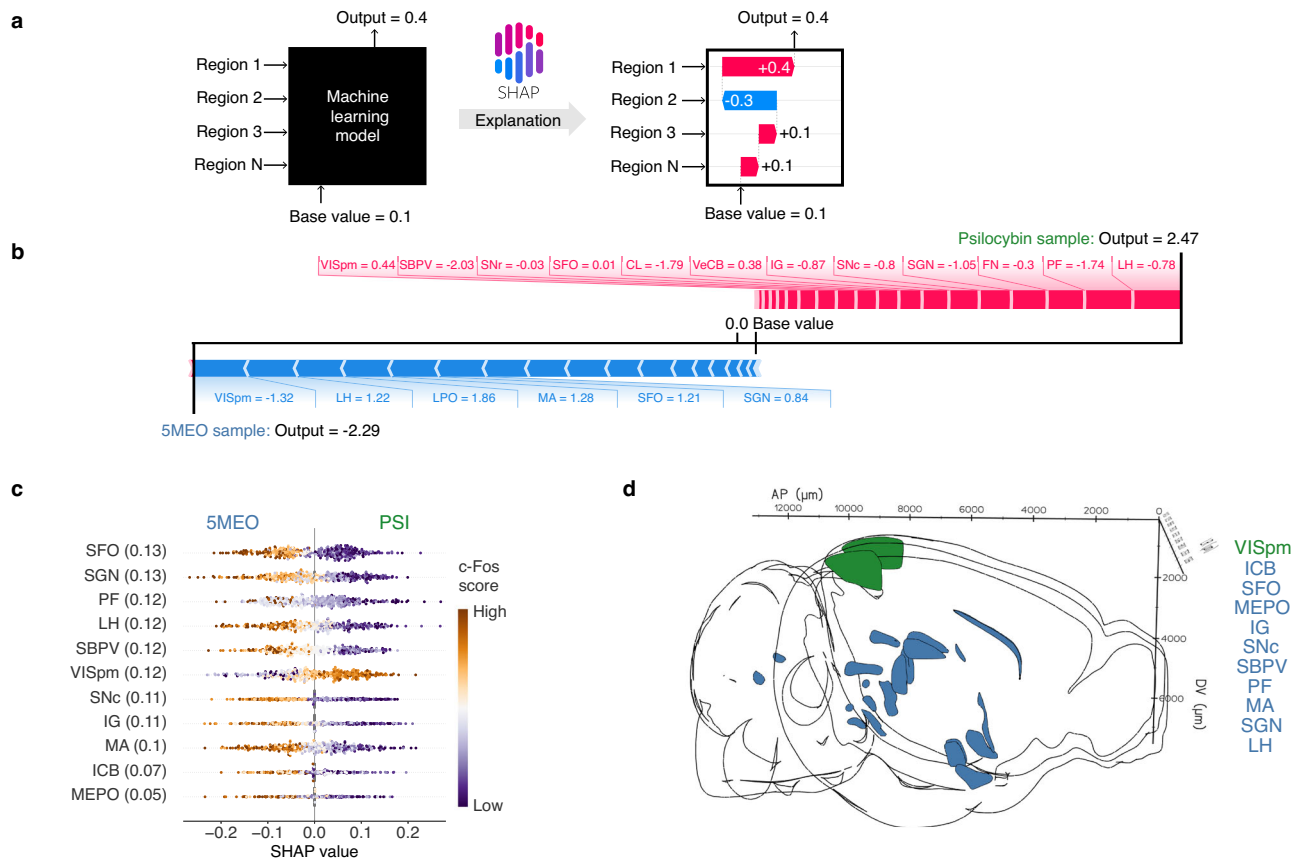 a
Output = 0.4
Output = 0.4
Region 1
Region 2
Region 3
Region N
Machine
learning
model
SHAP
Explanation
Region 1
Region 2
Region 3
Region N
+0.4
-0.3
+0.1
+0.1
Base value = 0.1
Base value = 0.1
b
Psilocybin sample: Output = 2.47
VISpm = 0.44 SBPV = -2.03 SNr = -0.03 SFO = 0.01 CL = -1.79 VeCB = 0.38 IG = -0.87 SNc = -0.8 SGN = -1.05 FN = -0.3 PF = -1.74 LH = -0.78
0.0 Base value
VISpm = -1.32 LH = 1.22 LPO = 1.86 MA = 1.28 SFO = 1.21 SGN = 0.84
5MEO sample: Output = -2.29
c
5MEO PSI
SFO (0.13)
SGN (0.13)
PF (0.12)
LH (0.12)
SBPV (0.12)
VISpm (0.12)
SNc (0.11)
IG (0.11)
MA (0.1)
ICB (0.07)
MEPO (0.05)
−0.2 −0.1 0.0 0.1 0.2
SHAP value
c-Fos
score
High
Low
d
AP (μm)
12000 10000 8000 6000 4000 2000 0
2000
4000
6000
DV (μm)
VISpm
ICB
SFO
MEPO
IG
SNc
SBPV
PF
MA
SGN
LH